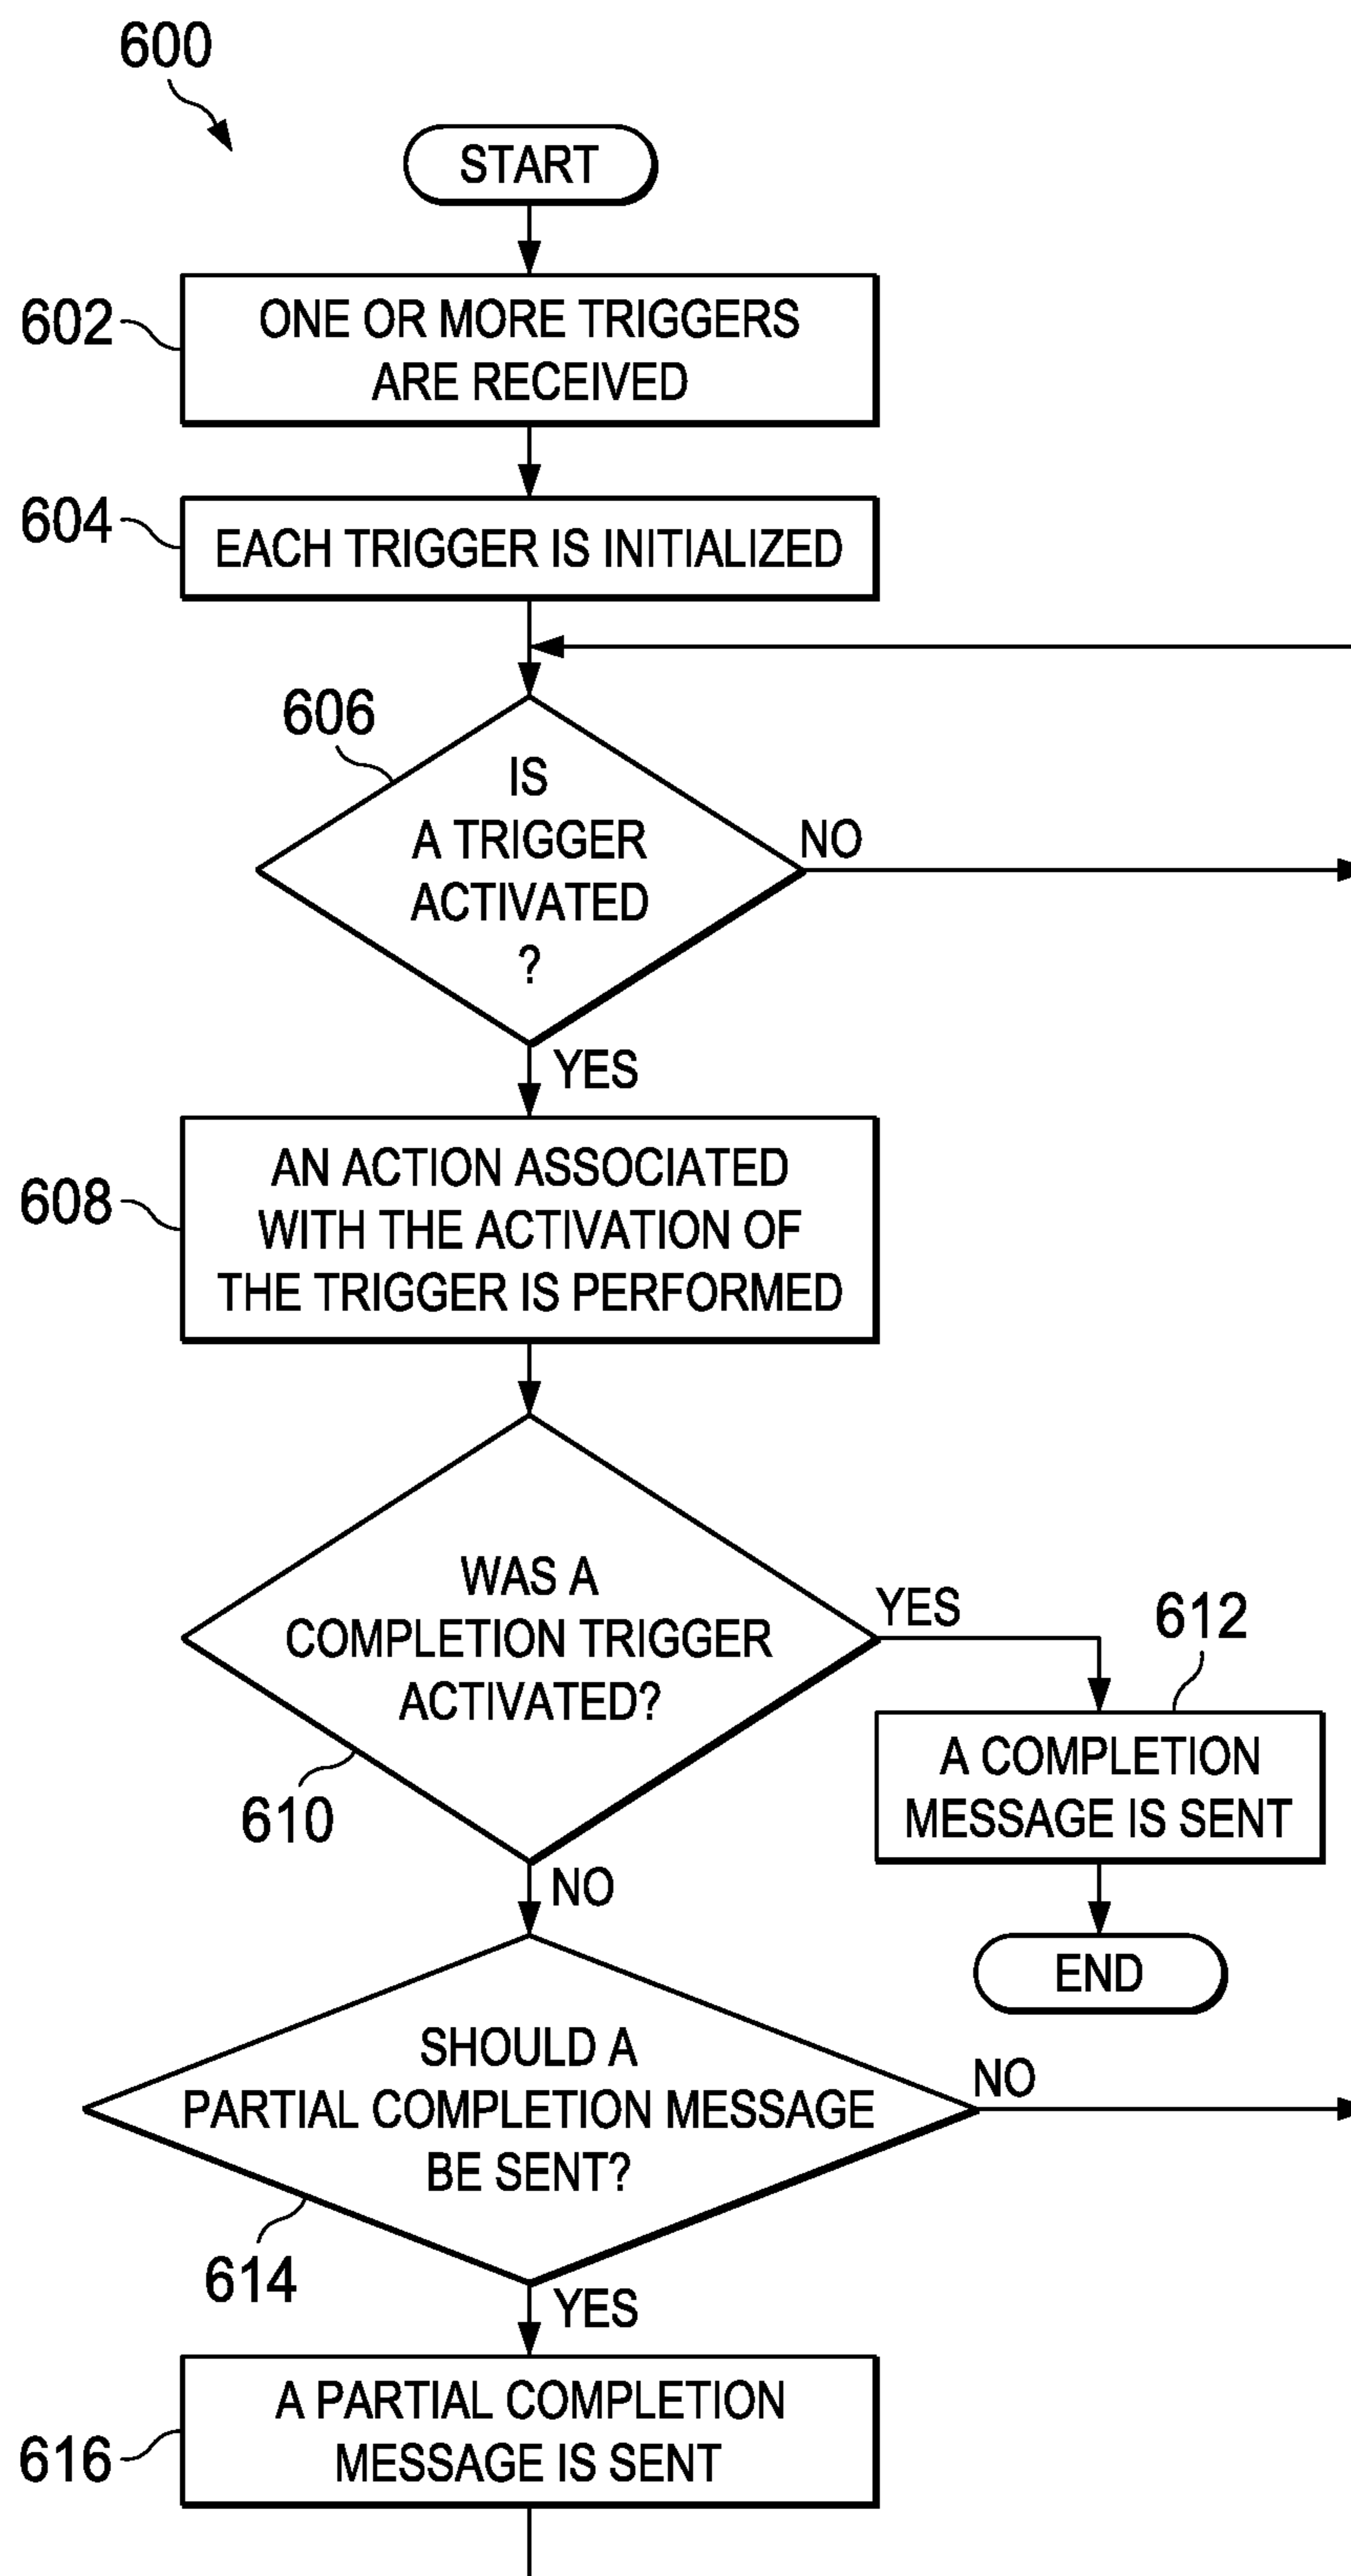 600
START
602
ONE OR MORE TRIGGERS
ARE RECEIVED
604
EACH TRIGGER IS INITIALIZED
606
IS
A TRIGGER
ACTIVATED
?
NO
YES
608
AN ACTION ASSOCIATED
WITH THE ACTIVATION OF
THE TRIGGER IS PERFORMED
WAS A
COMPLETION TRIGGER
ACTIVATED?
YES
612
610
A COMPLETION
MESSAGE IS SENT
NO
END
SHOULD A
PARTIAL COMPLETION MESSAGE
BE SENT?
NO
614
YES
616
A PARTIAL COMPLETION
MESSAGE IS SENT